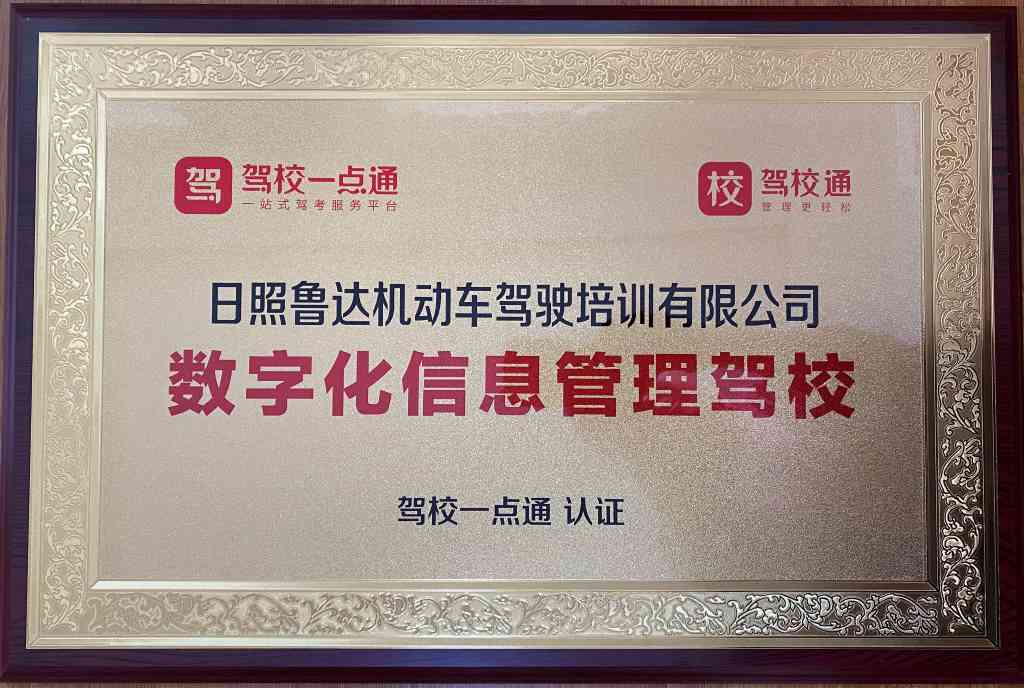 驾 驾校一点通
一站式驾考服务平台
校 驾校通
管理更轻松
日照鲁达机动车驾驶培训有限公司
数字化信息管理驾校
驾校一点通 认证